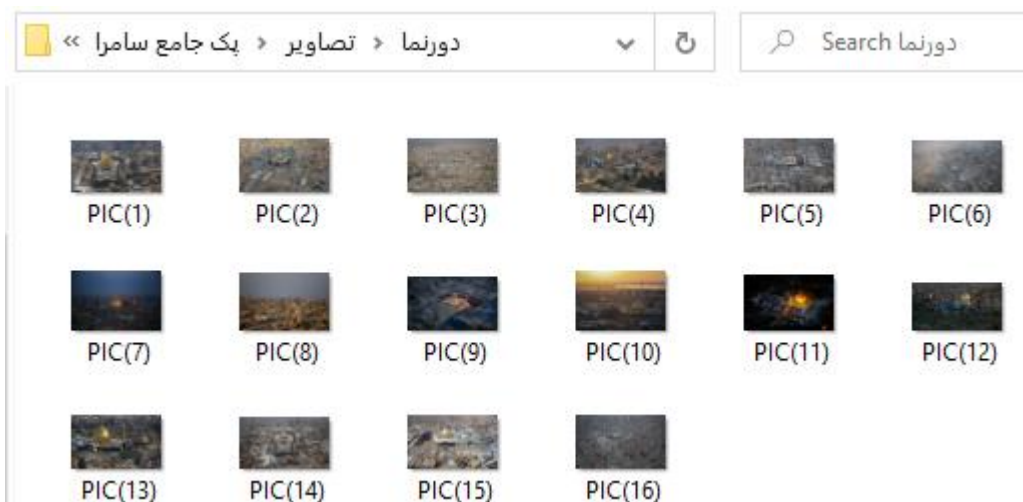 « پک جامع سامرا › تصاویر › دورنما
Search دورنما
PIC(1) PIC(2) PIC(3) PIC(4) PIC(5) PIC(6)
PIC(7) PIC(8) PIC(9) PIC(10) PIC(11) PIC(12)
PIC(13) PIC(14) PIC(15) PIC(16)